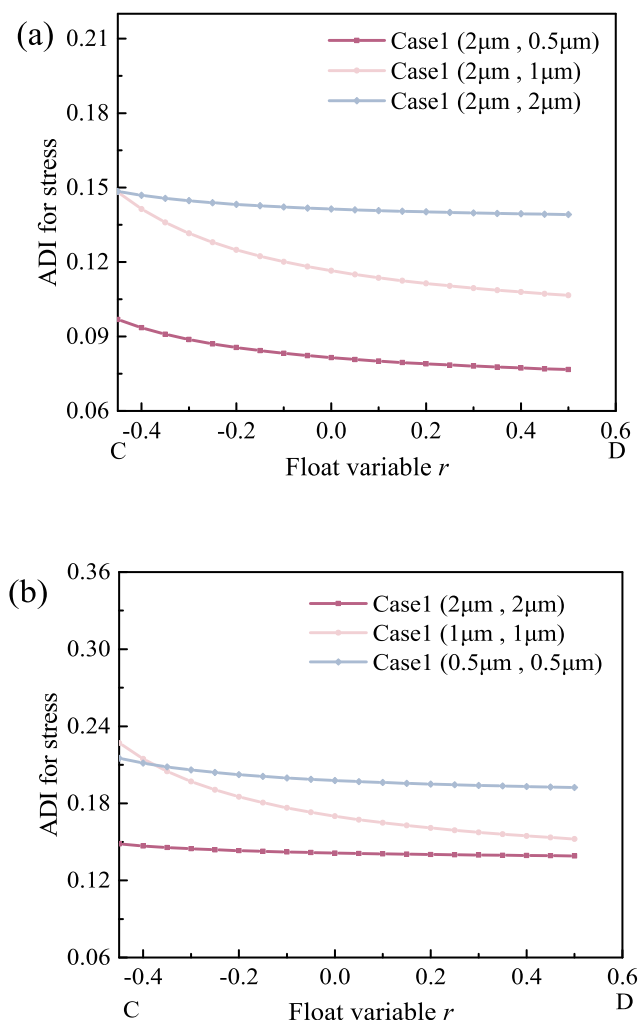 (a)
0.21
0.18
0.15
0.12
0.09
0.06
ADI for stress
Case1 (2μm , 0.5μm)
Case1 (2μm , 1μm)
Case1 (2μm , 2μm)
-0.4 -0.2 0.0 0.2 0.4 0.6
C D
Float variable r
(b)
0.36
0.30
0.24
0.18
0.12
0.06
ADI for stress
Case1 (2μm , 2μm)
Case1 (1μm , 1μm)
Case1 (0.5μm , 0.5μm)
-0.4 -0.2 0.0 0.2 0.4 0.6
C D
Float variable r